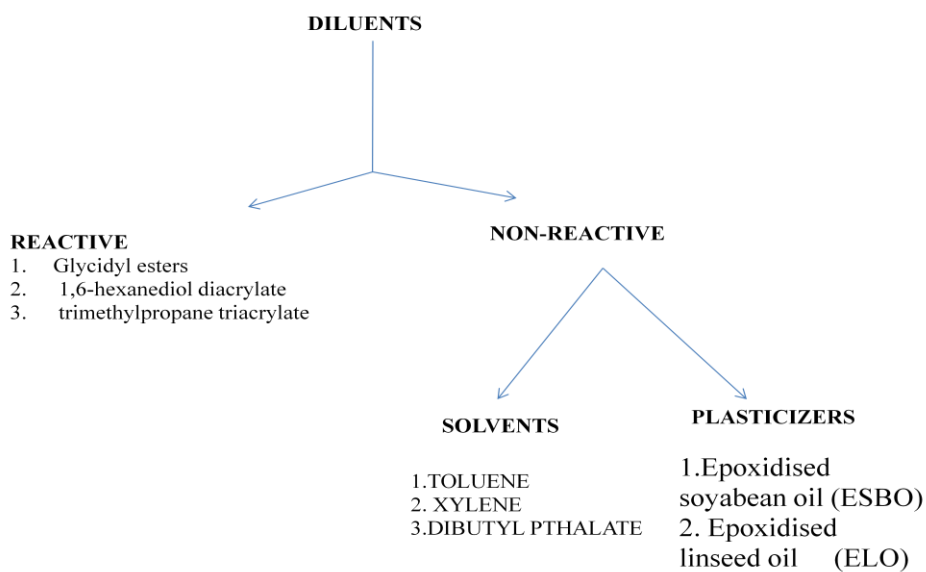 DILUENTS
REACTIVE
1. Glycidyl esters
2. 1,6-hexanediol diacrylate
3. trimethylpropane triacrylate
NON-REACTIVE
SOLVENTS
1.TOLUENE
2. XYLENE
3.DIBUTYL PTHALATE
PLASTICIZERS
1.Epoxidised
soyabean oil (ESBO)
2. Epoxidised
linseed oil (ELO)